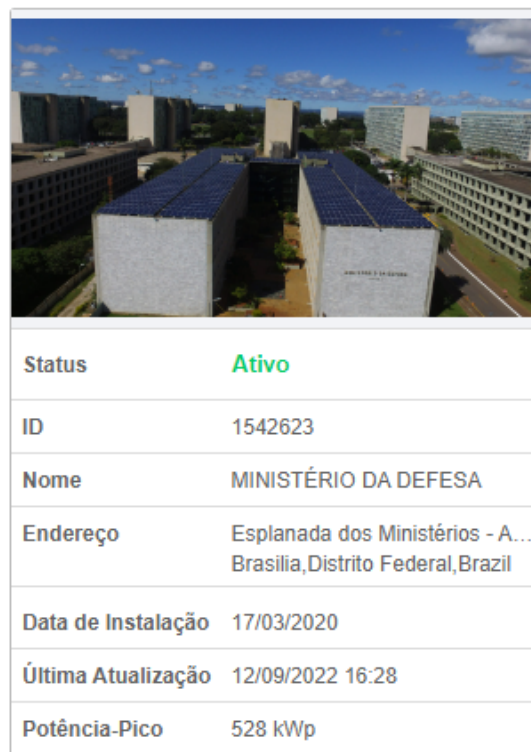 Status Ativo
ID 1542623
Nome MINISTÉRIO DA DEFESA
Endereço Esplanada dos Ministérios - A...
Brasilia,Distrito Federal,Brazil
Data de Instalação 17/03/2020
Última Atualização 12/09/2022 16:28
Potência-Pico 528 kWp